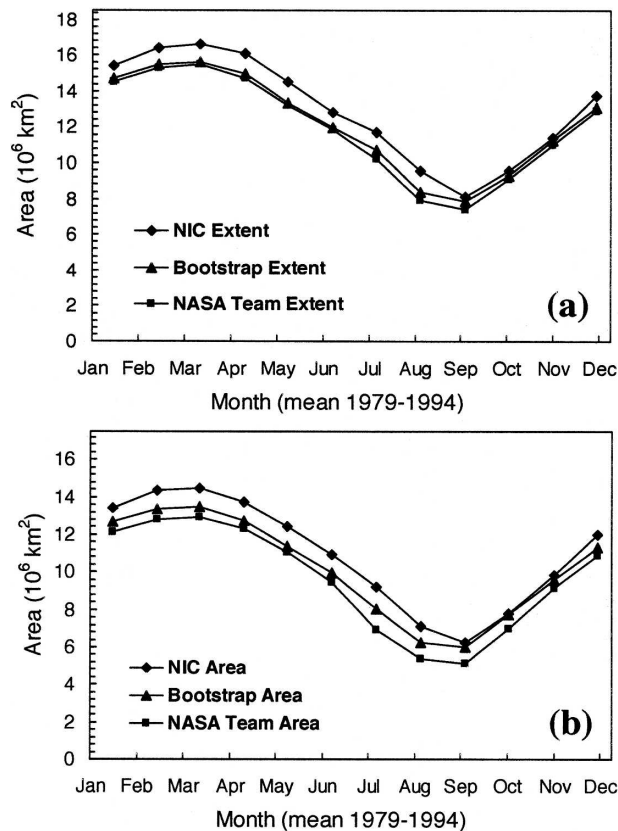 18
16
14
12
10
8
6
4
2
0
Area (10⁶ km²)
NIC Extent
Bootstrap Extent
NASA Team Extent
(a)
Jan Feb Mar Apr May Jun Jul Aug Sep Oct Nov Dec
Month (mean 1979-1994)
16
14
12
10
8
6
4
2
0
Area (10⁶ km²)
NIC Area
Bootstrap Area
NASA Team Area
(b)
Jan Feb Mar Apr May Jun Jul Aug Sep Oct Nov Dec
Month (mean 1979-1994)